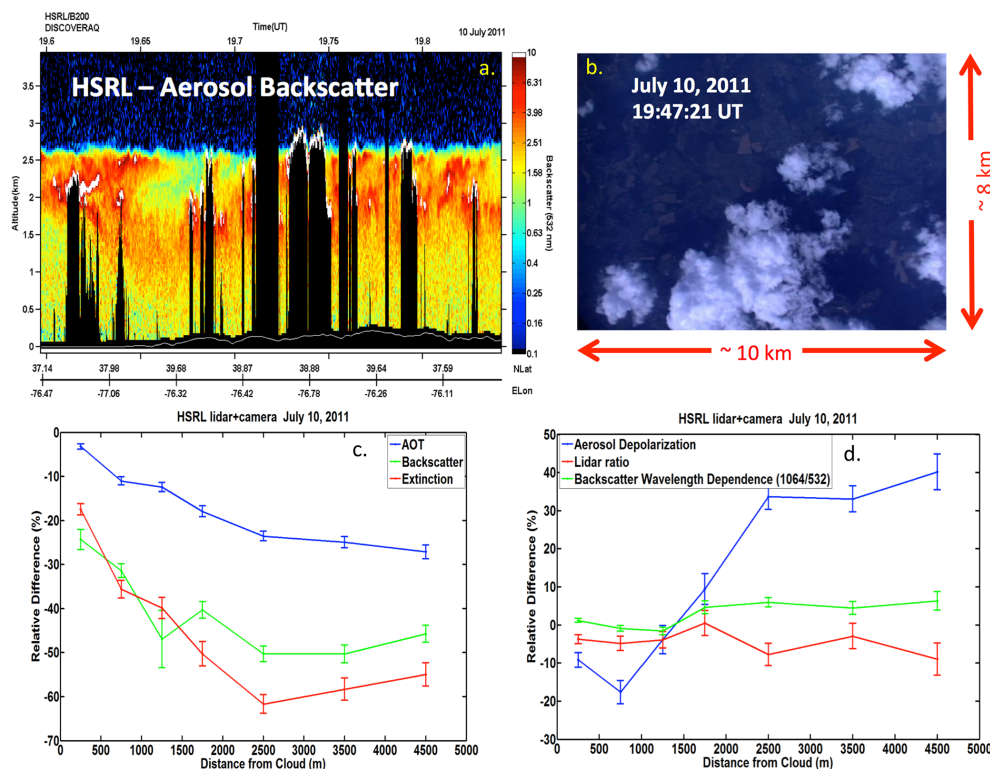 HSRL/B200
DISCOVERAQ
Time(UT)
10 July 2011
19.6 19.65 19.7 19.75 19.8
HSRL – Aerosol Backscatter
a.
Altitude(km)
3.5
3
2.5
2
1.5
1
0.5
0
10
6.31
3.98
2.51
1.58
1
0.63
0.4
0.25
0.16
0.1
Backscatter (532 nm)
37.14 37.98 39.68 38.97 38.88 39.64 37.59 NLat
-76.47 -77.06 -76.32 -76.42 -76.78 -76.26 -76.11 ELon
b.
July 10, 2011
19:47:21 UT
~ 8 km
~ 10 km
HSRL lidar+camera July 10, 2011
c.
AOT
Backscatter
Extinction
Relative Difference (%)
0
-10
-20
-30
-40
-50
-60
-70
0 500 1000 1500 2000 2500 3000 3500 4000 4500 5000
Distance from Cloud (m)
HSRL lidar+camera July 10, 2011
d.
Aerosol Depolarization
Lidar ratio
Backscatter Wavelength Dependence (1064/532)
Relative Difference (%)
50
40
30
20
10
0
-10
-20
-30
0 500 1000 1500 2000 2500 3000 3500 4000 4500 5000
Distance from Cloud (m)